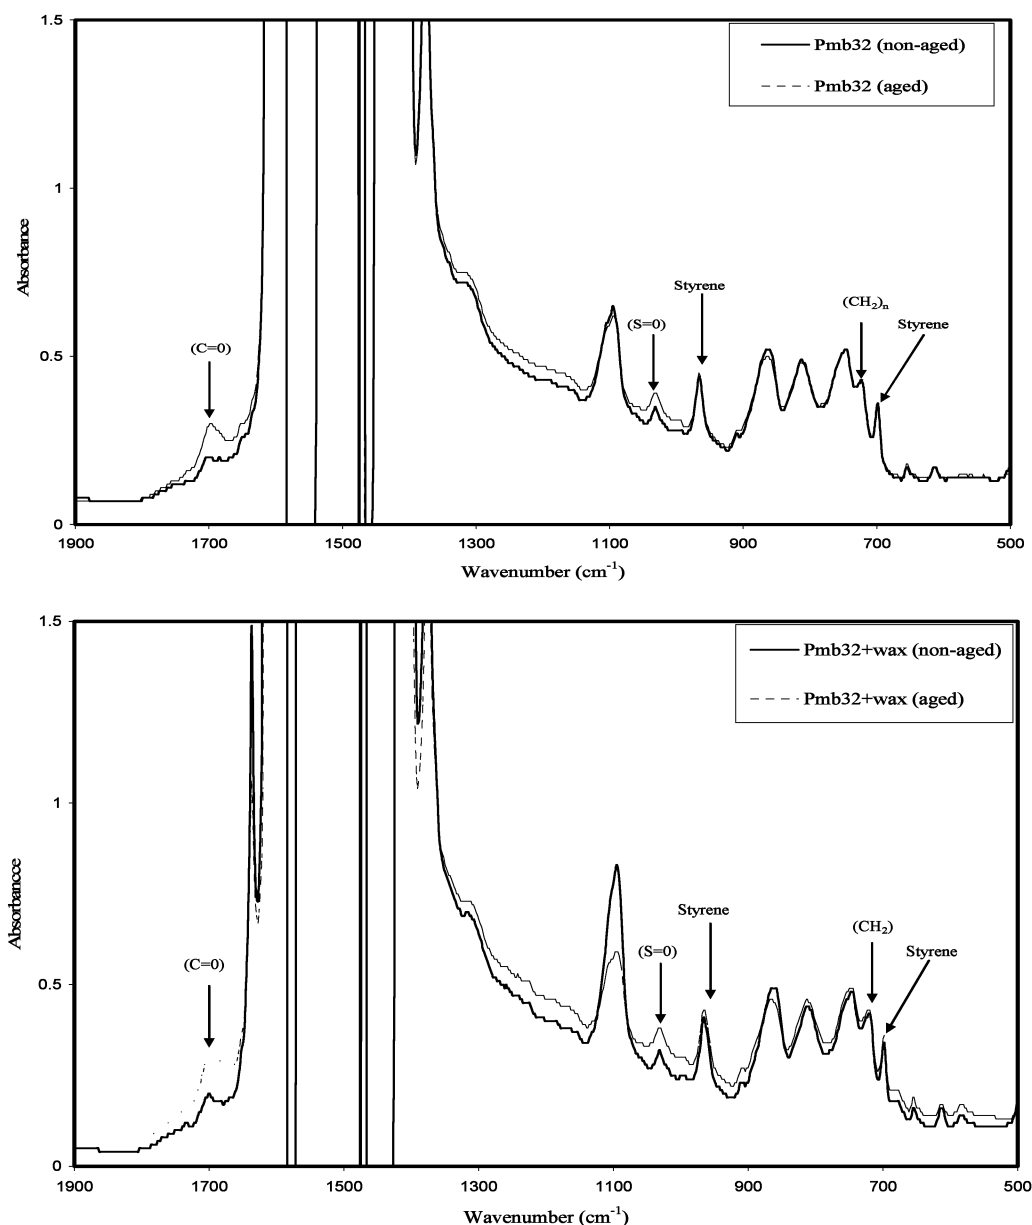 1.5
Pmb32 (non-aged)
Pmb32 (aged)
1
Absorbance
Styrene
(CH₂)n
(S=0)
Styrene
(C=0)
0.5
0
1900 1700 1500 1300 1100 900 700 500
Wavenumber (cm⁻¹)
1.5
Pmb32+wax (non-aged)
Pmb32+wax (aged)
1
Absorbancce
Styrene
(CH₂)
(S=0)
Styrene
(C=0)
0.5
0
1900 1700 1500 1300 1100 900 700 500
Wavenumber (cm⁻¹)